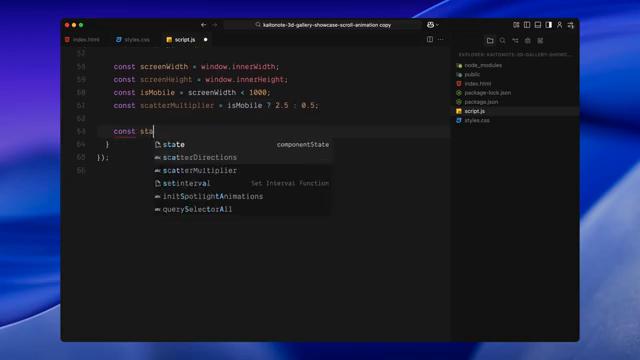 kaitonote-3d-gallery-showcase-scroll-animation copy
index.html
styles.css
script.js
EXPLORER: KAITONOTE-3D-GALLERY-SHOWC...
57
58 const screenWidth = window.innerWidth;
59 const screenHeight = window.innerHeight;
60 const isMobile = screenWidth < 1000;
61 const scatterMultiplier = isMobile ? 2.5 : 0.5;
62
63 const sta
64 }
65 });
66
state componentState
scatterDirections
scatterMultiplier
setinterval Set Interval Function
initSpotlightAnimations
querySelectorAll
node_modules
public
index.html
package-lock.json
package.json
script.js
styles.css